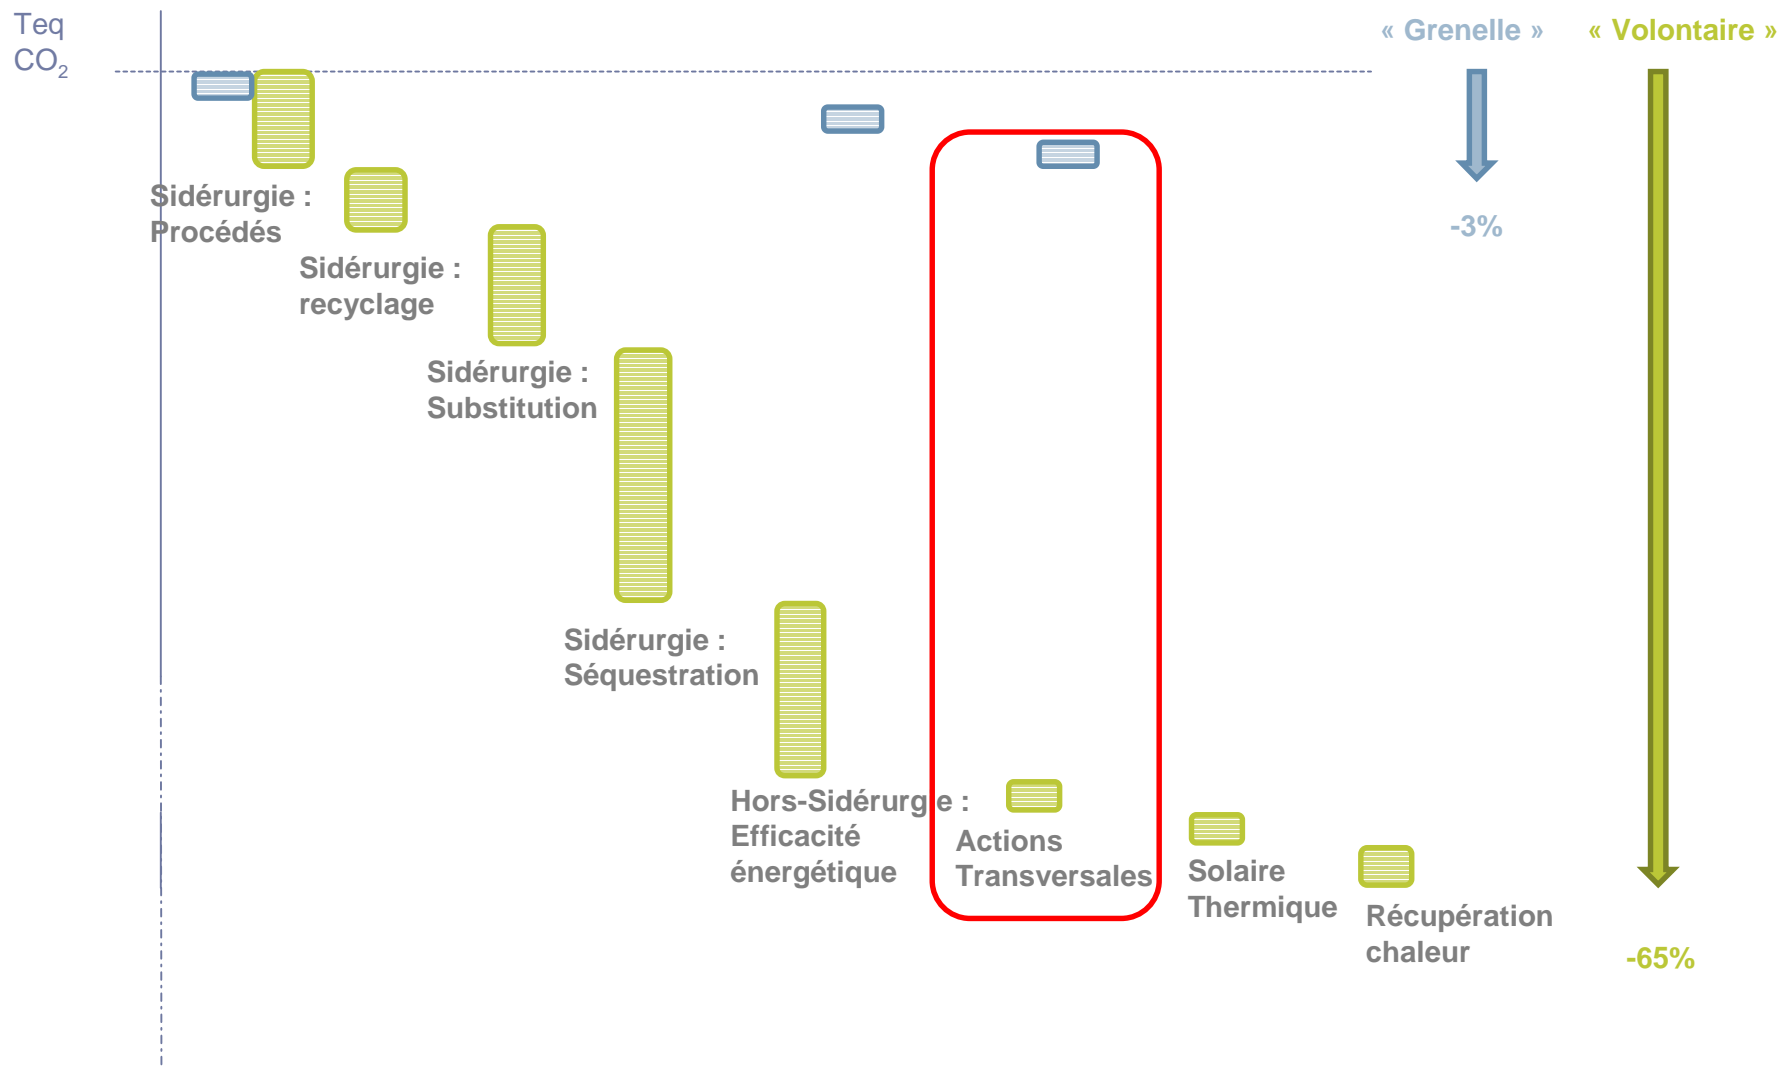 Teq
CO₂
« Grenelle »
« Volontaire »
Sidérurgie :
Procédés
-3%
Sidérurgie :
recyclage
Sidérurgie :
Substitution
Sidérurgie :
Séquestration
Hors-Sidérurgie :
Efficacité
énergétique
Actions
Transversales
Solaire
Thermique
Récupération
chaleur
-65%